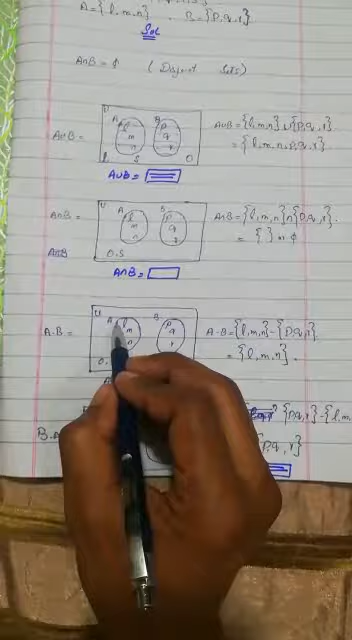 A={l,m,n} , B={P,q,r}
Sol
A∩B = ϕ ( Disjoint Sets)
A∪B =
U
A B
l P
m q
n r
A∪B={l,m,n}∪{P,q,r}
={l,m,n,p,q,r}.
A∪B =
A∩B =
U
A B
l P
m q
n r
O.S
A∩B={l,m,n}∩{P,q,r}.
= { } or ϕ
A∩B
A∩B =
A-B =
U
A B
P
m q
n r
A-B={l,m,n}-{P,q,r}.
={l,m,n}.
{P,q,r}-{l,m,
{P,q,r}